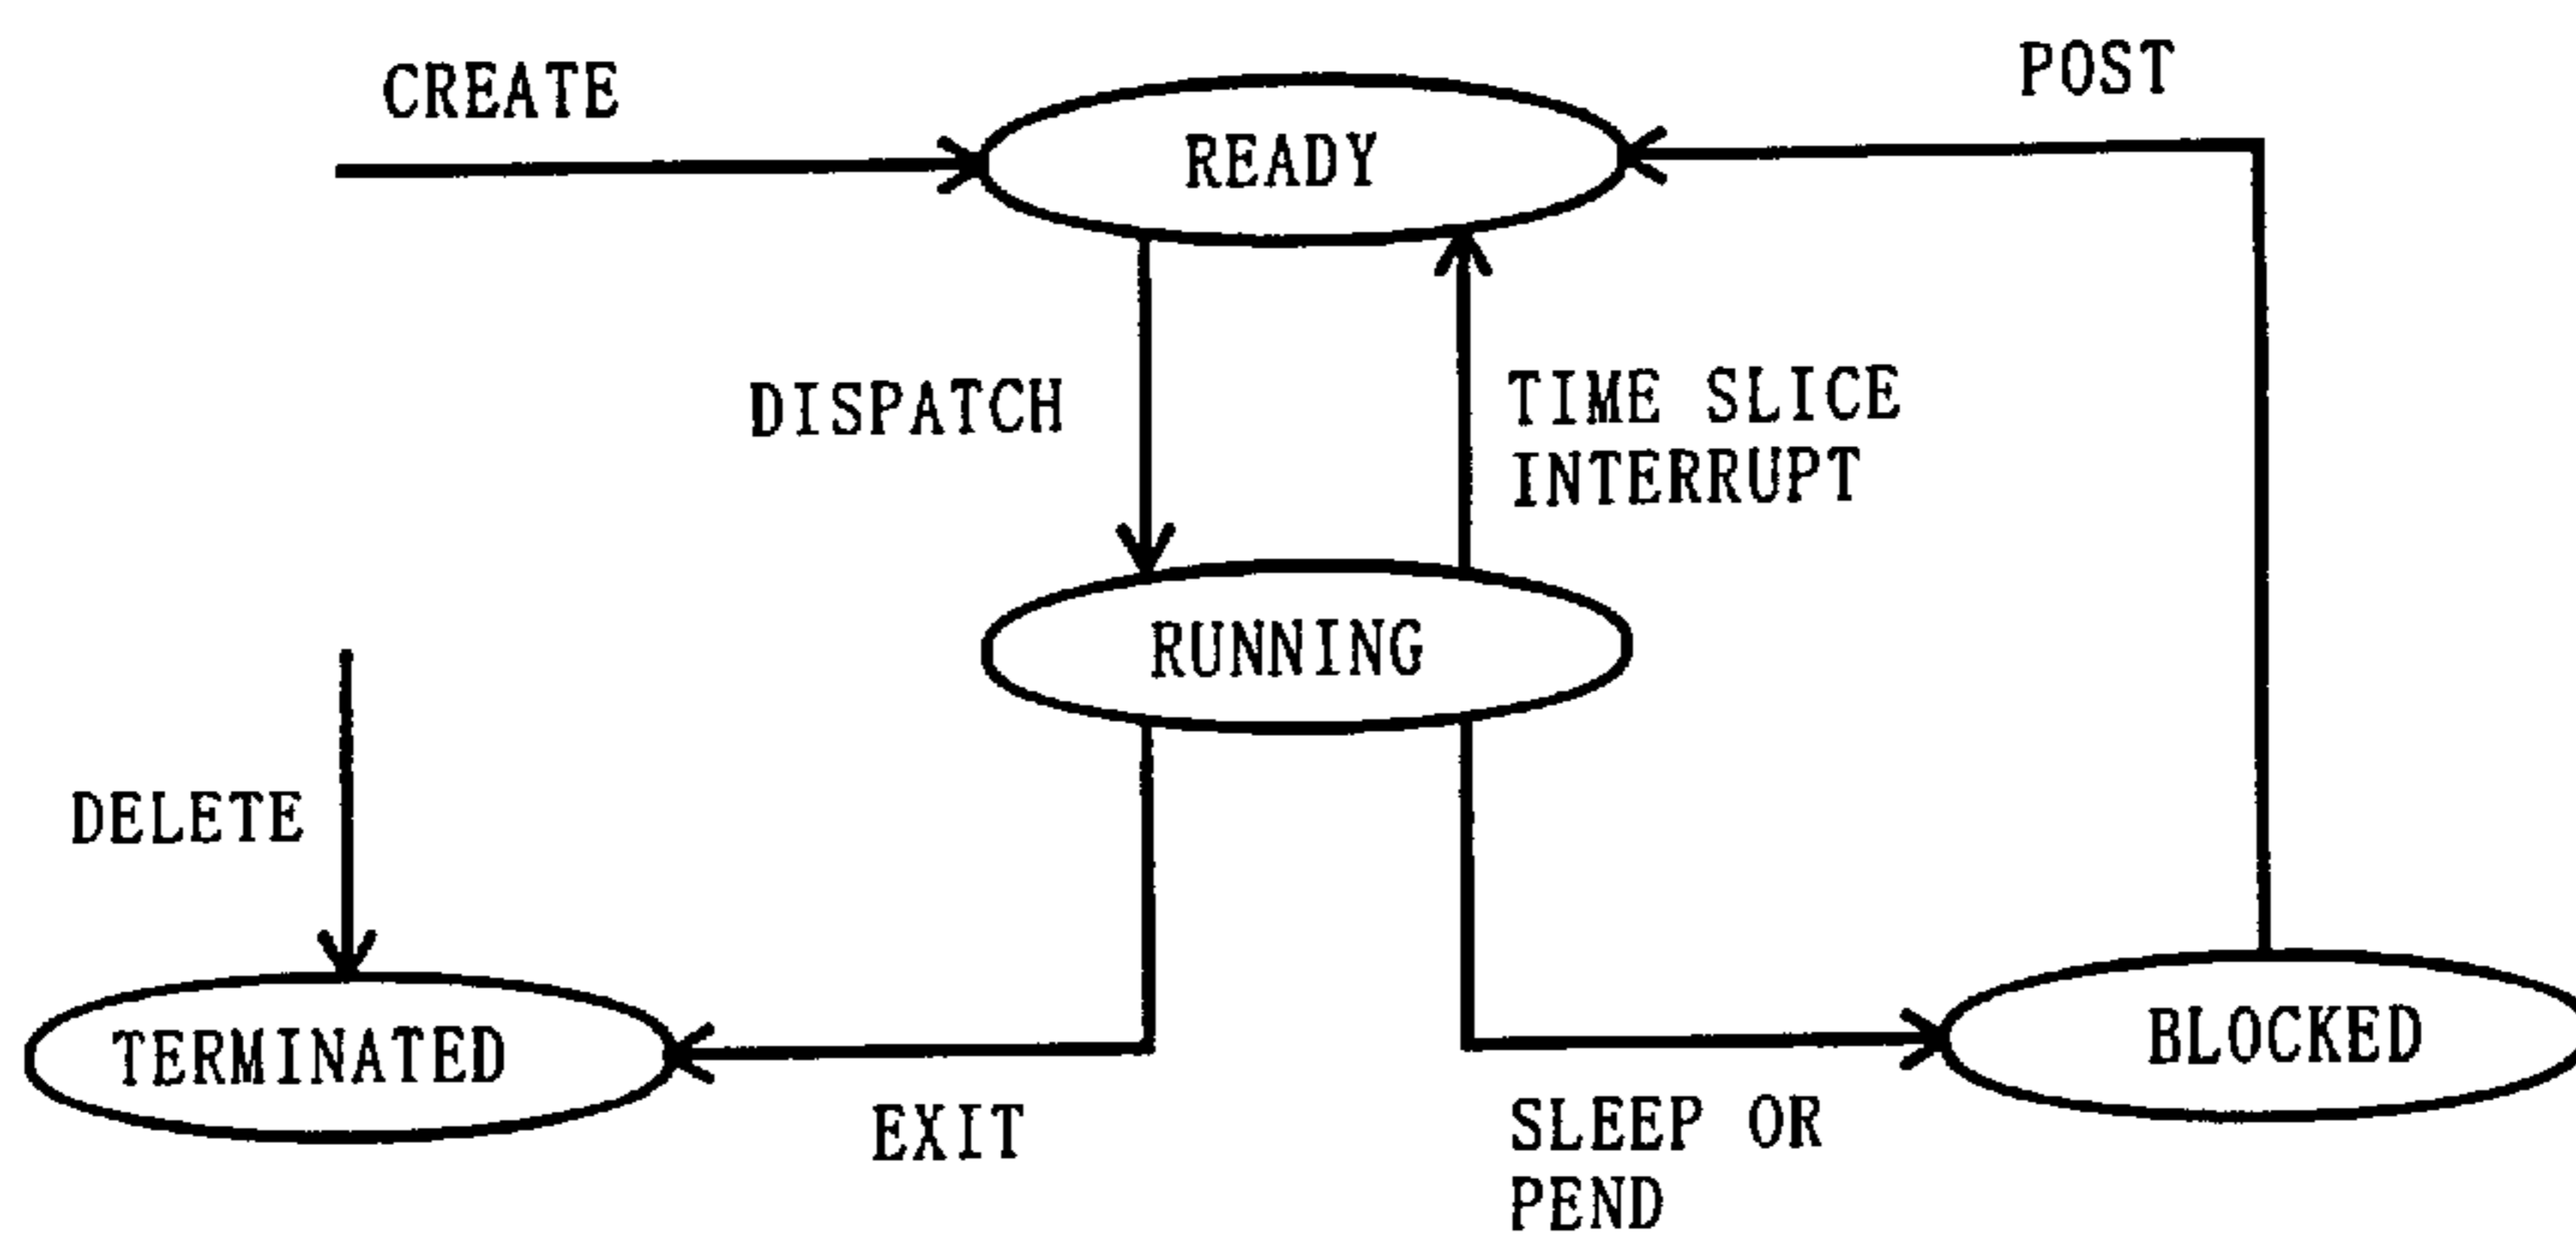 CREATE
POST
READY
DISPATCH
TIME SLICE
INTERRUPT
RUNNING
DELETE
TERMINATED
BLOCKED
EXIT
SLEEP OR
PEND